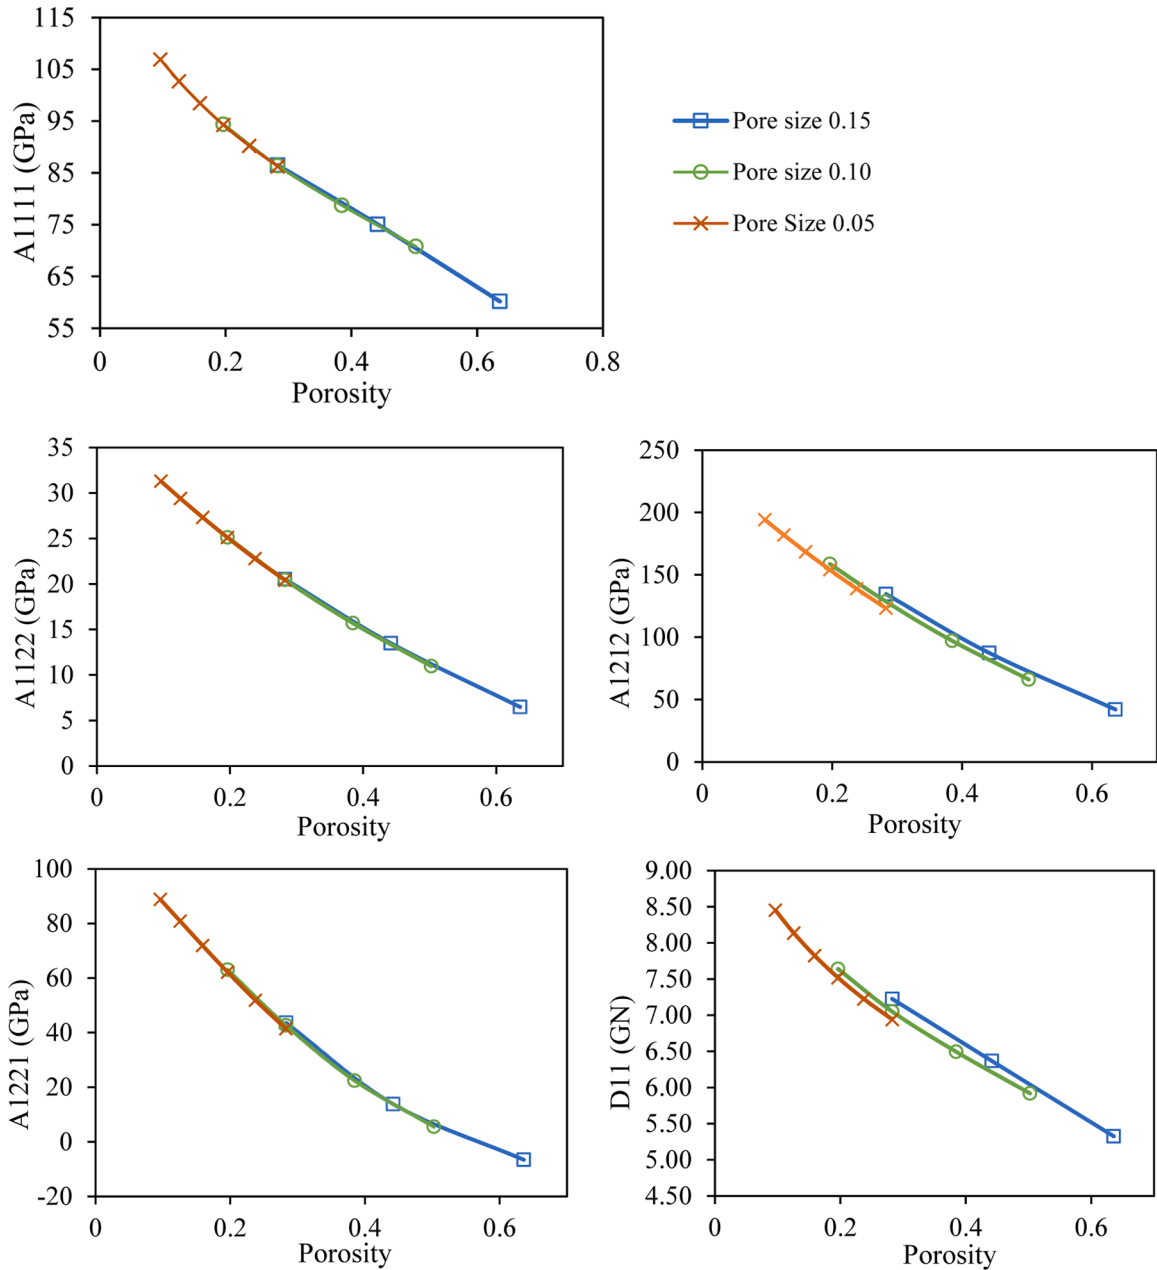 115
105
95
85
75
65
55
A1111 (GPa)
0 0.2 0.4 0.6 0.8
Porosity
Pore size 0.15
Pore size 0.10
Pore Size 0.05
35
30
25
20
15
10
5
0
A1122 (GPa)
0 0.2 0.4 0.6
Porosity
250
200
150
100
50
0
A1212 (GPa)
0 0.2 0.4 0.6
Porosity
100
80
60
40
20
0
-20
A1221 (GPa)
0 0.2 0.4 0.6
Porosity
9.00
8.50
8.00
7.50
7.00
6.50
6.00
5.50
5.00
4.50
D11 (GN)
0 0.2 0.4 0.6
Porosity